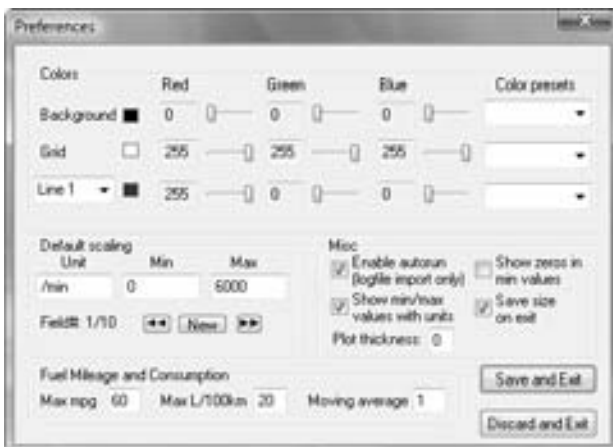 Preferences
Colors
Red Green Blue Color presets
Background 0 0 0
Grid 255 255 255
Line 1 255 0 0
Default scaling
Unit Min Max
/min 0 6000
Field#: 1/10 New
Misc
Enable autorun
(logfile import only)
Show zeros in
min values
Show min/max
values with units
Save size
on exit
Plot thickness: 0
Fuel Mileage and Consumption
Max mpg 60 Max L/100km 20 Moving average 1
Save and Exit
Discard and Exit